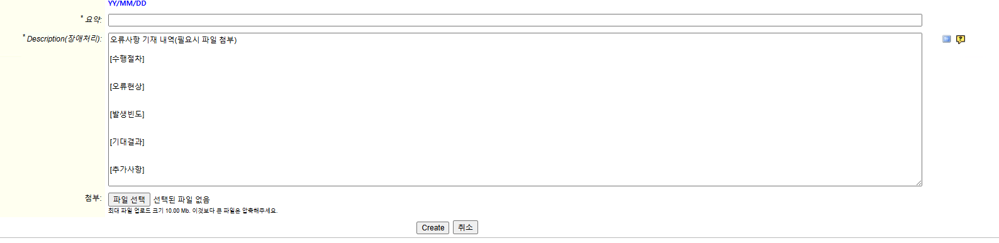 YY/MM/DD
* 요약:
* Description(장애처리):
오류사항 기재 내역(필요시 파일 첨부)
[수행절차]
[오류현상]
[발생빈도]
[기대결과]
[추가사항]
첨부: 파일 선택 선택된 파일 없음
최대 파일 업로드 크기 10.00 Mb. 이것보다 큰 파일은 압축해주세요.
Create 취소